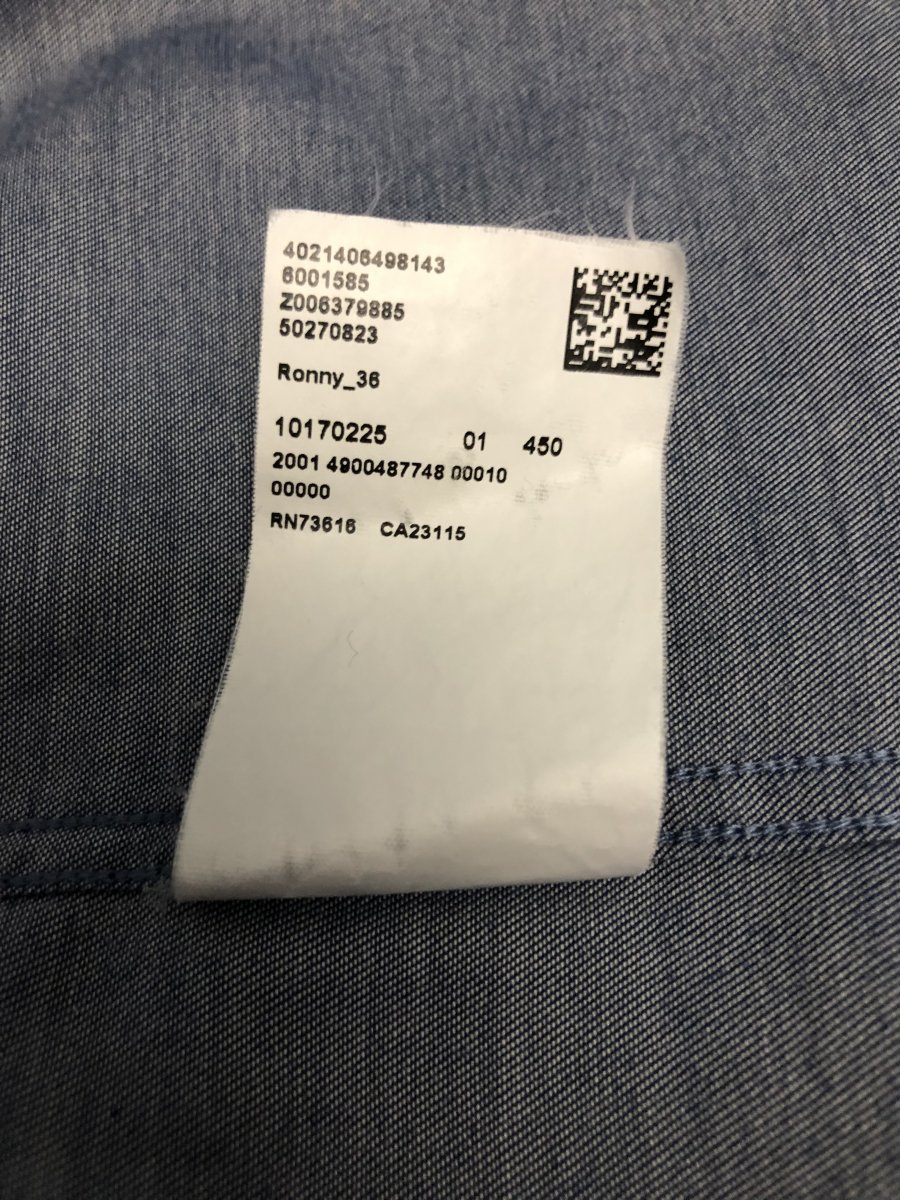 4021406498143
6001585
Z006379885
50270823
Ronny_36
10170225 01 450
2001 4900487748 00010
00000
RN73616 CA23115